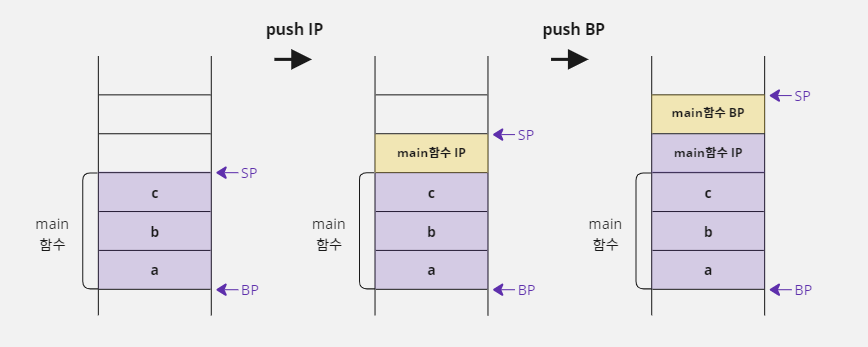 push IP
push BP
SP
main함수 BP
SP
main함수 IP
main함수 IP
SP
c
c
c
main
함수
b
main
함수
b
main
함수
b
a
a
a
BP
BP
BP